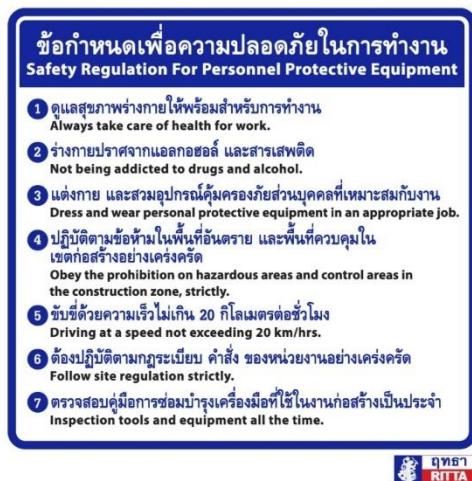 ข้อกำหนดเพื่อความปลอดภัยในการทำงาน
Safety Regulation For Personnel Protective Equipment
1 ดูแลสุขภาพร่างกายให้พร้อมสำหรับการทำงาน
Always take care of health for work.
2 ร่างกายปราศจากแอลกอฮอล์ และสารเสพติด
Not being addicted to drugs and alcohol.
3 แต่งกาย และสวมอุปกรณ์คุ้มครองภัยส่วนบุคคลที่เหมาะสมกับงาน
Dress and wear personal protective equipment in an appropriate job.
4 ปฏิบัติตามข้อห้ามในพื้นที่อันตราย และพื้นที่ควบคุมใน
เขตก่อสร้างอย่างเคร่งครัด
Obey the prohibition on hazardous areas and control areas in
the construction zone, strictly.
5 ขับขี่ด้วยความเร็วไม่เกิน 20 กิโลเมตรต่อชั่วโมง
Driving at a speed not exceeding 20 km/hrs.
6 ต้องปฏิบัติตามกฎระเบียบ คำสั่ง ของหน่วยงานอย่างเคร่งครัด
Follow site regulation strictly.
7 ตรวจสอบคู่มือการซ่อมบำรุงเครื่องมือที่ใช้ในงานก่อสร้างเป็นประจำ
Inspection tools and equipment all the time.
ฤทธา
RITTA